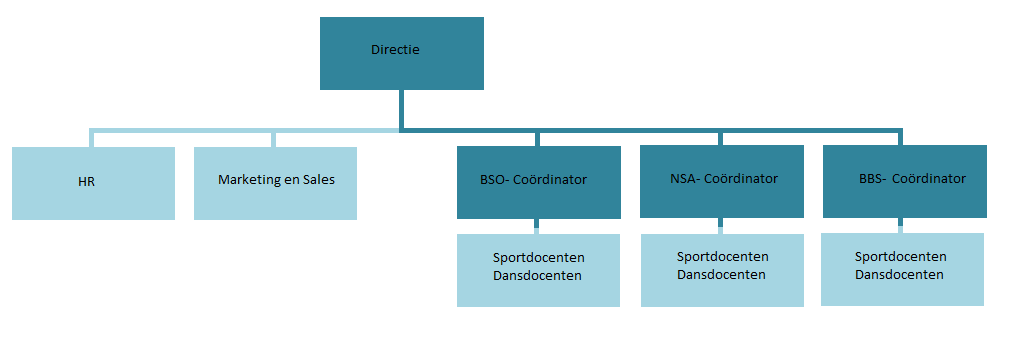 Directie
HR
Marketing en Sales
BSO- Coördinator
NSA- Coördinator
BBS- Coördinator
Sportdocenten
Dansdocenten
Sportdocenten
Dansdocenten
Sportdocenten
Dansdocenten